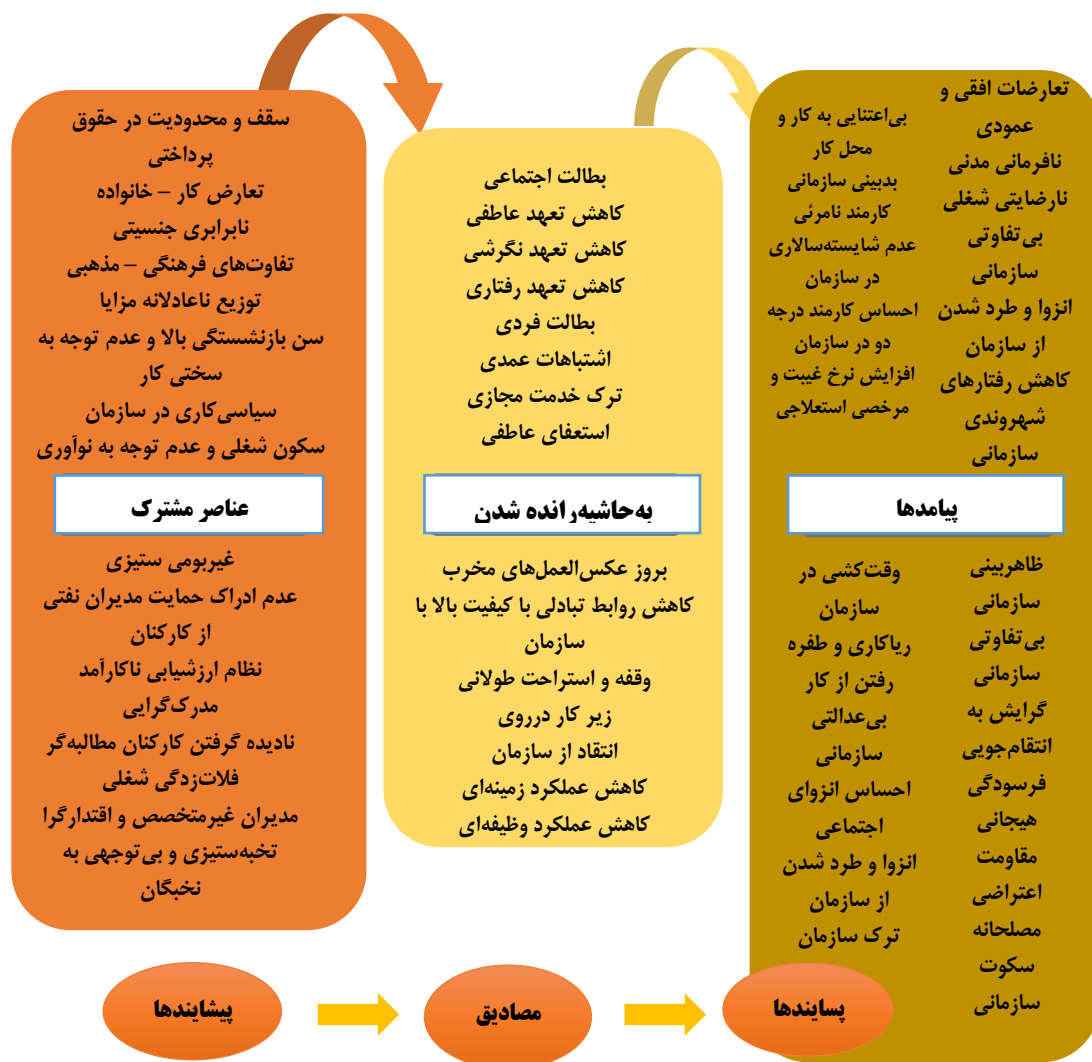 سقف و محدودیت در حقوق
پرداختی
تعارض کار – خانواده
نابرابری جنسیتی
تفاوت‌های فرهنگی – مذهبی
توزیع ناعادلانه مزایا
سن بازنشستگی بالا و عدم توجه به
سختی کار
سیاسی‌کاری در سازمان
سکون شغلی و عدم توجه به نوآوری
عناصر مشترک
غیربومی ستیزی
عدم ادراک حمایت مدیران نفتی
از کارکنان
نظام ارزشیابی ناکارآمد
مدرک‌گرایی
نادیده گرفتن کارکنان مطالبه‌گر
فلات‌زدگی شغلی
مدیران غیرمتخصص و اقتدارگرا
تخبه‌ستیزی و بی‌توجهی به
نخبگان
بطالت اجتماعی
کاهش تعهد عاطفی
کاهش تعهد نگرشی
کاهش تعهد رفتاری
بطالت فردی
اشتباهات عمدی
ترک خدمت مجازی
استعفای عاطفی
به‌حاشیه‌رانده شدن
بروز عکس‌العمل‌های مخرب
کاهش روابط تبادلی با کیفیت بالا با
سازمان
وقفه و استراحت طولانی
زیر کار درروی
انتقاد از سازمان
کاهش عملکرد زمینه‌ای
کاهش عملکرد وظیفه‌ای
تعارضات افقی و
عمودی
نافرمانی مدنی
نارضایتی شغلی
بی‌تفاوتی
سازمانی
انزوا و طرد شدن
از سازمان
کاهش رفتارهای
شهروندی
سازمانی
بی‌اعتنایی به کار و
محل کار
بدبینی سازمانی
کارمند نامرئی
عدم شایسته‌سالاری
در سازمان
احساس کارمند درجه
دو در سازمان
افزایش نرخ غیبت و
مرخصی استعلاجی
پیامدها
ظاهربینی
سازمانی
بی‌تفاوتی
سازمانی
گرایش به
انتقام‌جویی
فرسودگی
هیجانی
مقاومت
اعتراضی
مصلحانه
سکوت
سازمانی
وقت‌کشی در
سازمان
ریاکاری و طفره
رفتن از کار
بی‌عدالتی
سازمانی
احساس انزوای
اجتماعی
انزوا و طرد شدن
از سازمان
ترک سازمان
پیشایندها
مصادیق
پسایندها